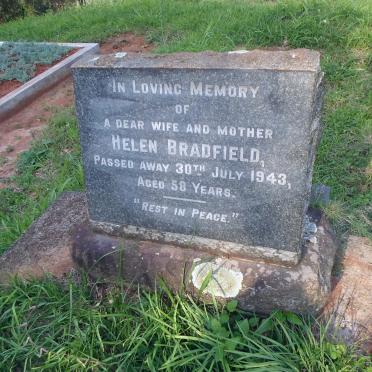 In Loving Memory
of
a dear wife and mother
Helen Bradfield,
Passed away 30th July 1943,
Aged 58 Years.
"Rest in Peace."